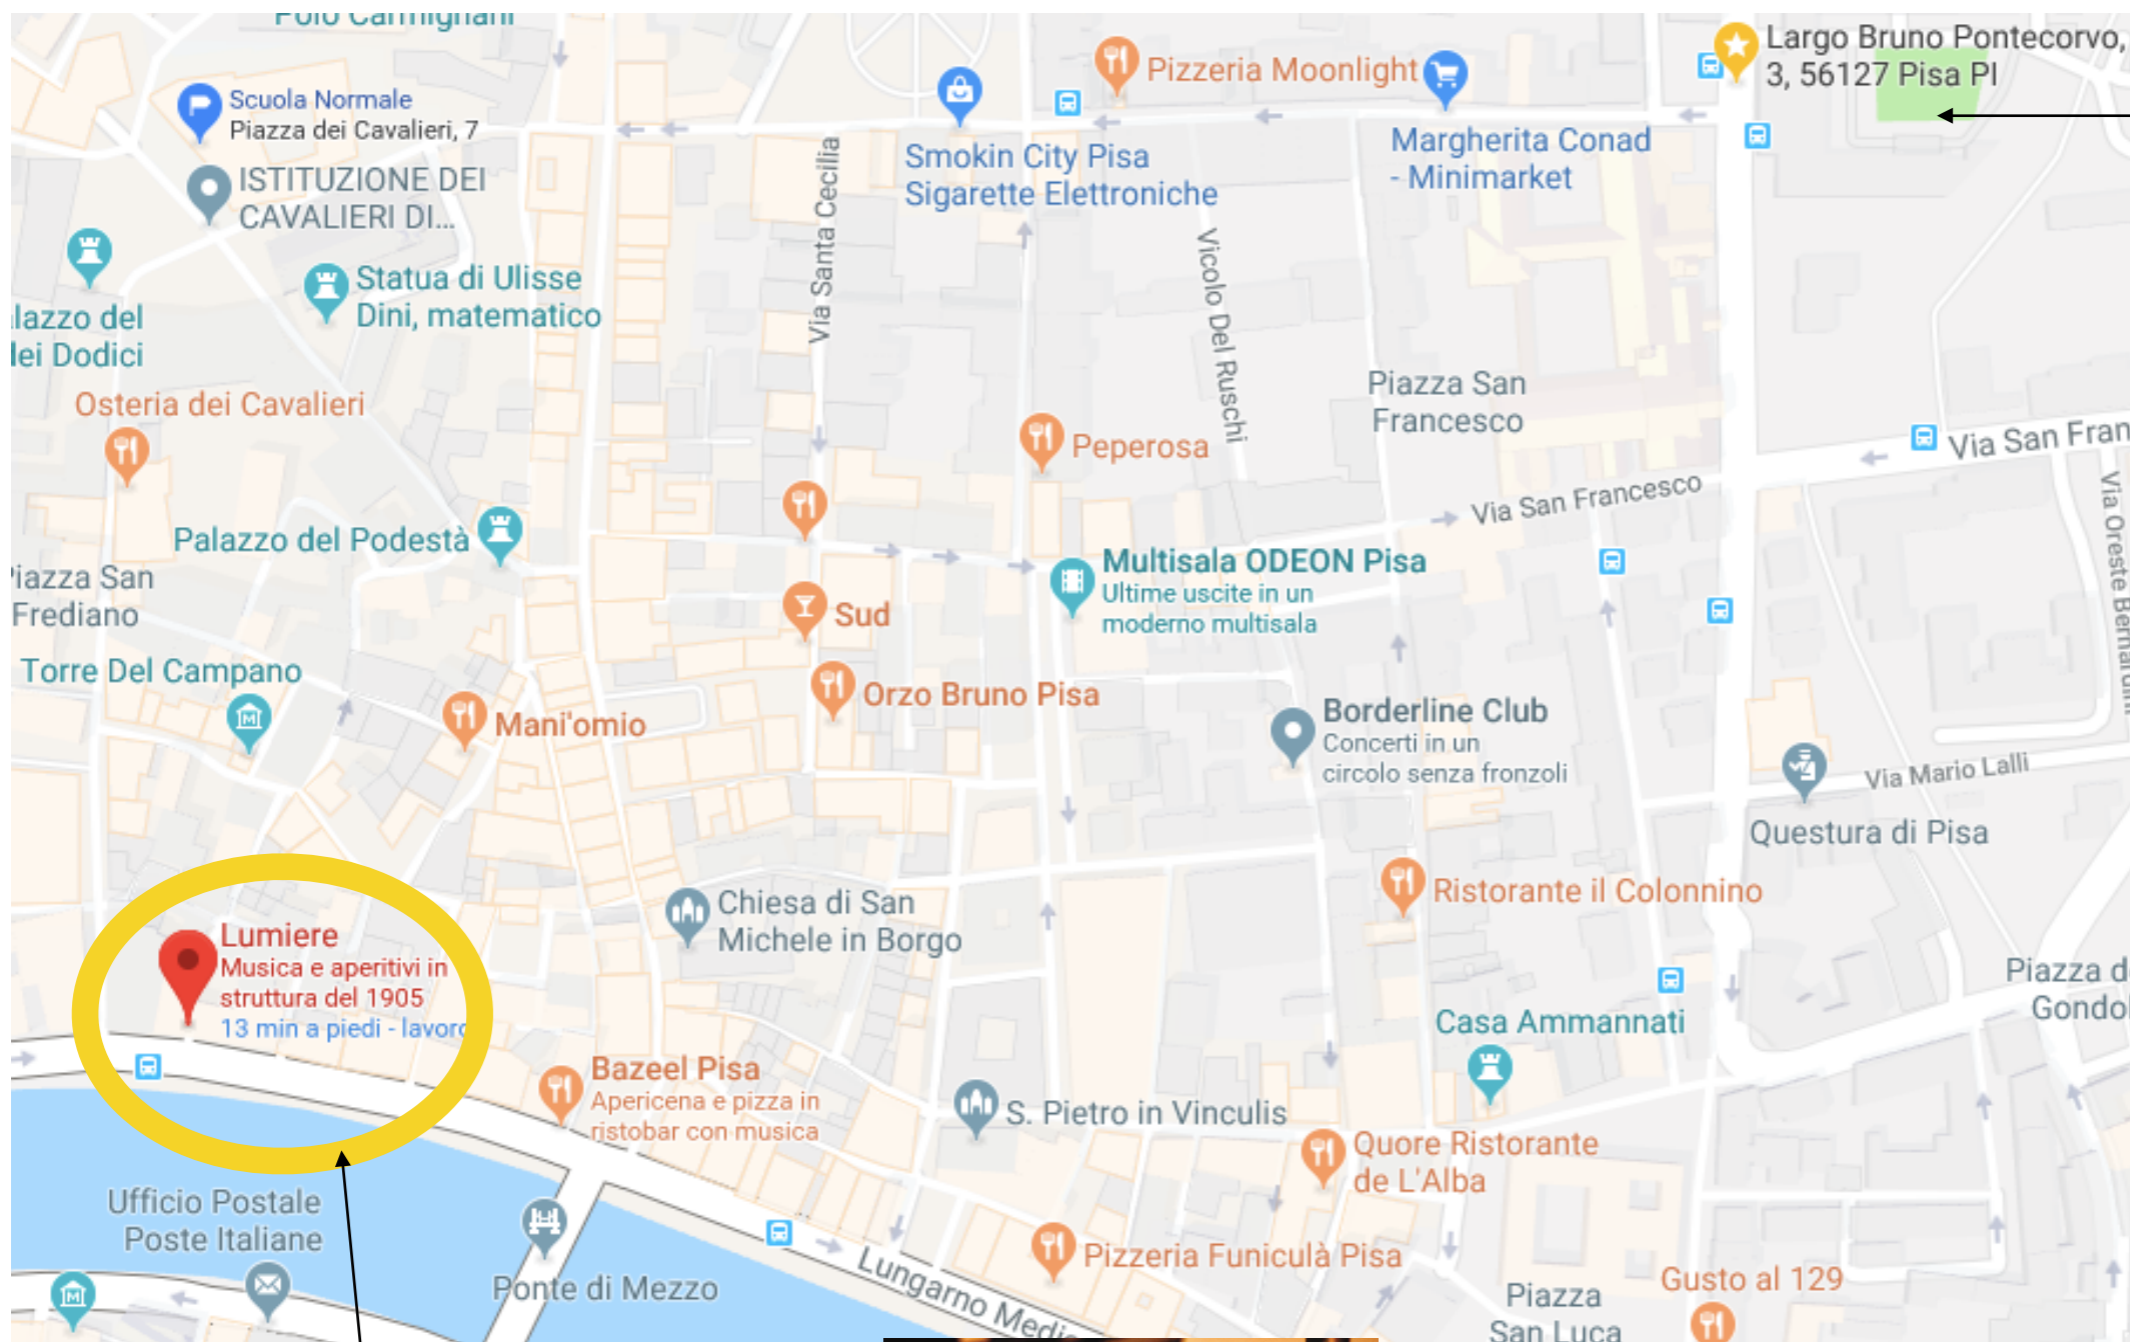 Polo Carmignani
Largo Bruno Pontecorvo,
3, 56127 Pisa PI
Pizzeria Moonlight
Scuola Normale
Piazza dei Cavalieri, 7
Smokin City Pisa
Sigarette Elettroniche
Margherita Conad
- Minimarket
ISTITUZIONE DEI
CAVALIERI DI...
Via Santa Cecilia
Vicolo Del Ruschi
Statua di Ulisse
Dini, matematico
lazzo del
dei Dodici
Osteria dei Cavalieri
Piazza San
Francesco
Peperosa
Via San Fran
Via San Francesco
Via Oreste Bernardini
Palazzo del Podestà
Multisala ODEON Pisa
Ultime uscite in un
moderno multisala
Piazza San
Frediano
Sud
Torre Del Campano
Mani'omio
Orzo Bruno Pisa
Borderline Club
Concerti in un
circolo senza fronzoli
Via Mario Lalli
Questura di Pisa
Ristorante il Colonnino
Chiesa di San
Michele in Borgo
Lumiere
Musica e aperitivi in
struttura del 1905
13 min a piedi - lavoro
Piazza d
Gondol
Casa Ammannati
Bazeel Pisa
Apericena e pizza in
ristobar con musica
S. Pietro in Vinculis
Quore Ristorante
de L'Alba
Ufficio Postale
Poste Italiane
Ponte di Mezzo
Lungarno Medic
Pizzeria Funiculà Pisa
Gusto al 129
Piazza
San Luca